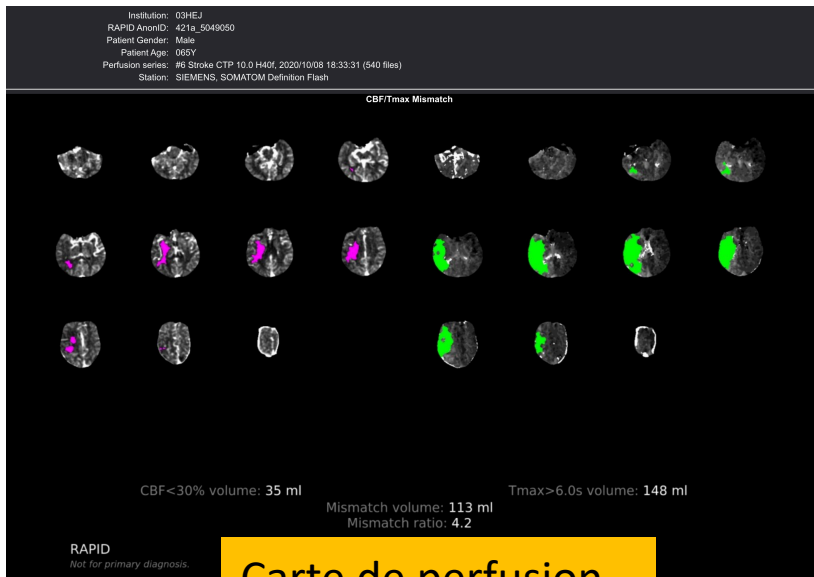 Institution: 03HEJ
RAPID AnonID: 421a_5049050
Patient Gender: Male
Patient Age: 065Y
Perfusion series: #6 Stroke CTP 10.0 H40f, 2020/10/08 18:33:31 (540 files)
Station: SIEMENS, SOMATOM Definition Flash
CBF/Tmax Mismatch
CBF<30% volume: 35 ml
Tmax>6.0s volume: 148 ml
Mismatch volume: 113 ml
Mismatch ratio: 4.2
RAPID
Not for primary diagnosis.
Carte de perfusion